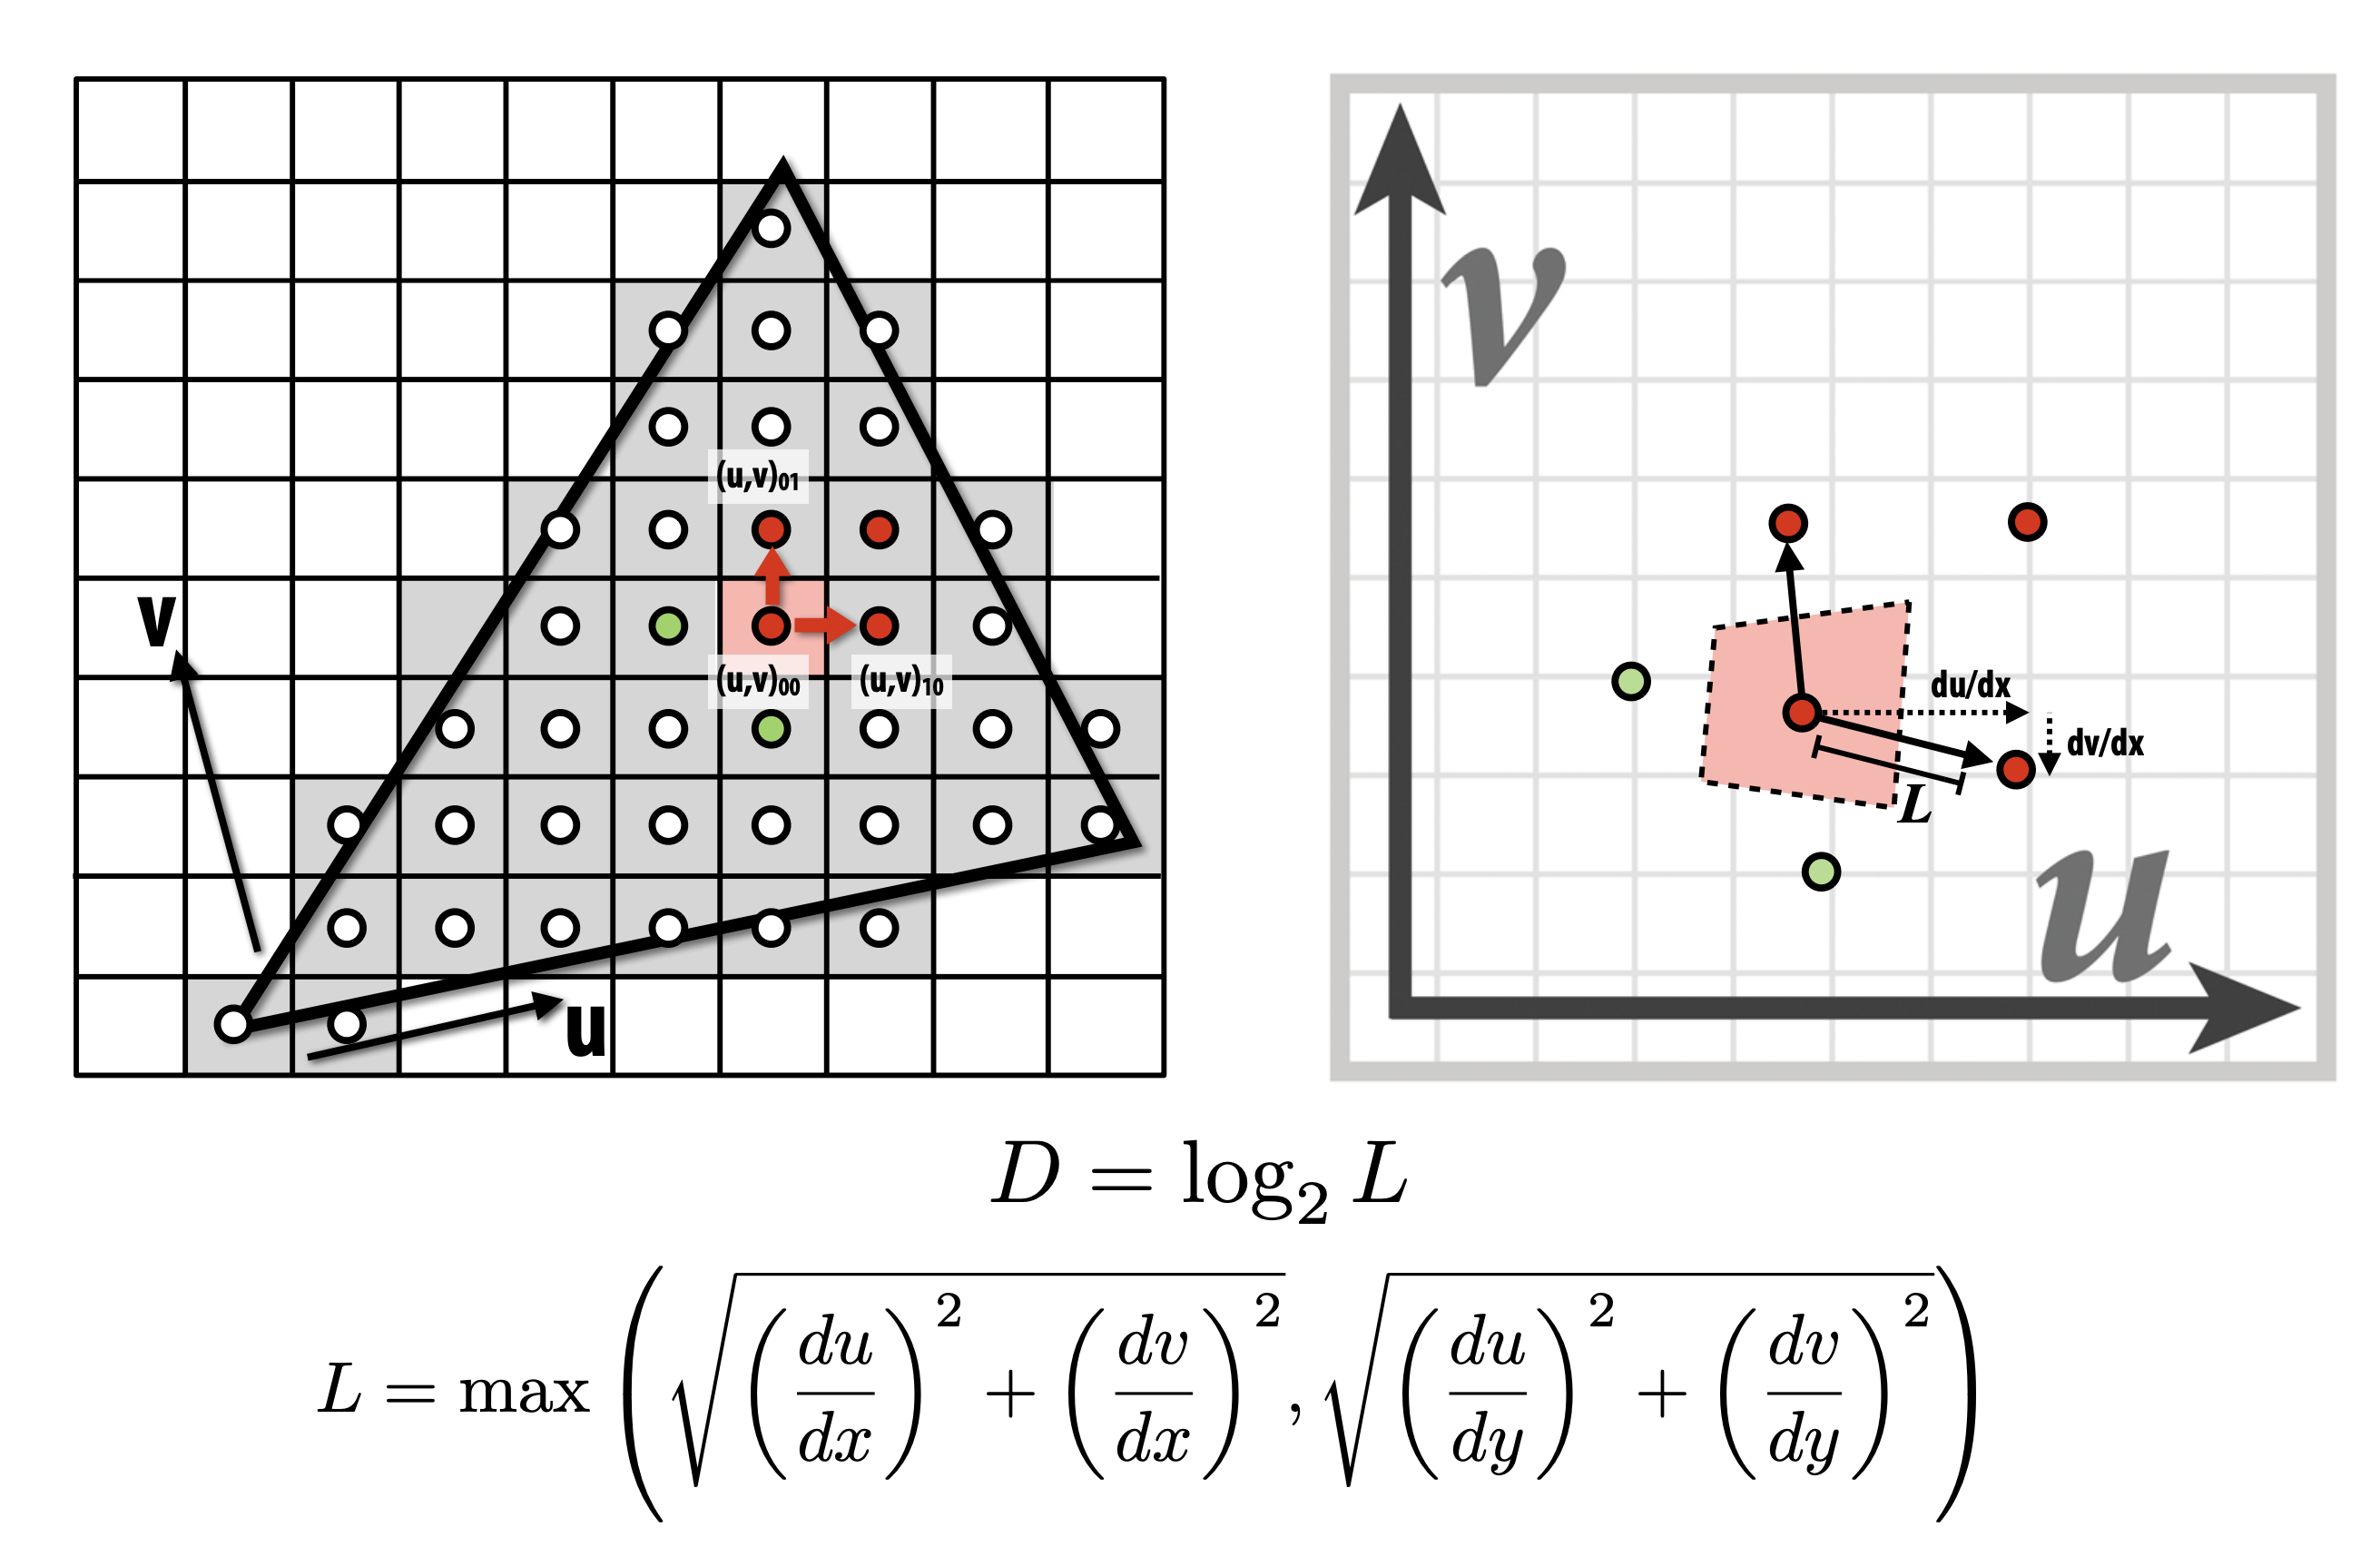 (u,v)01
(u,v)00
(u,v)10
v
u
v
du/dx
dv/dx
L
u
D = log₂ L
L = max ( √( (du/dx)² + (dv/dx)² ) , √( (du/dy)² + (dv/dy)² ) )